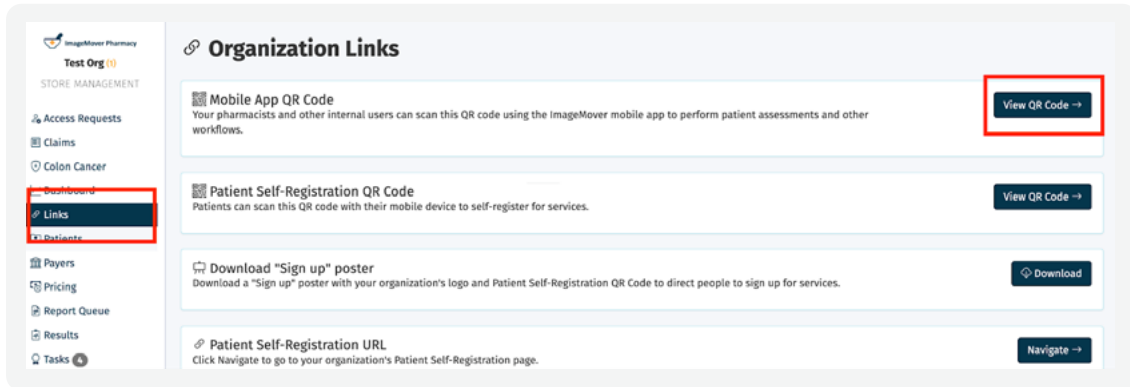 ImageMover Pharmacy
Test Org (1)
STORE MANAGEMENT
Access Requests
Claims
Colon Cancer
Dashboard
Links
Patients
Payers
Pricing
Report Queue
Results
Tasks 4
Organization Links
Mobile App QR Code
Your pharmacists and other internal users can scan this QR code using the ImageMover mobile app to perform patient assessments and other
workflows.
View QR Code →
Patient Self-Registration QR Code
Patients can scan this QR code with their mobile device to self-register for services.
View QR Code →
Download "Sign up" poster
Download a "Sign up" poster with your organization's logo and Patient Self-Registration QR Code to direct people to sign up for services.
Download
Patient Self-Registration URL
Click Navigate to go to your organization's Patient Self-Registration page.
Navigate →